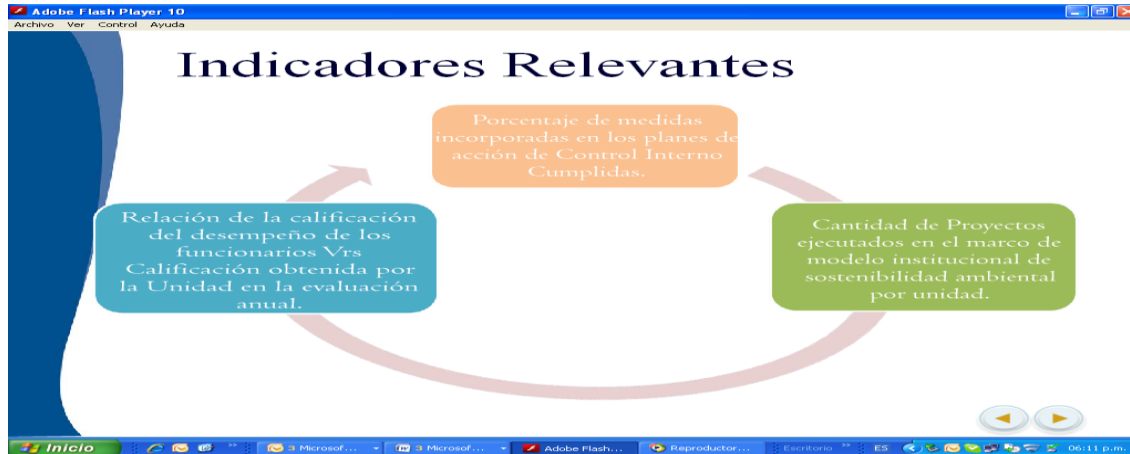 Adobe Flash Player 10
Archivo Ver Control Ayuda
Indicadores Relevantes
Porcentaje de medidas
incorporadas en los planes de
acción de Control Interno
Cumplidas.
Relación de la calificación
del desempeño de los
funcionarios Vrs
Calificación obtenida por
la Unidad en la evaluación
anual.
Cantidad de Proyectos
ejecutados en el marco de
modelo institucional de
sostenibilidad ambiental
por unidad.
Inicio
3 Microsof...
3 Microsof...
Adobe Flash...
Reproductor...
Escritorio
ES
06:11 p.m.